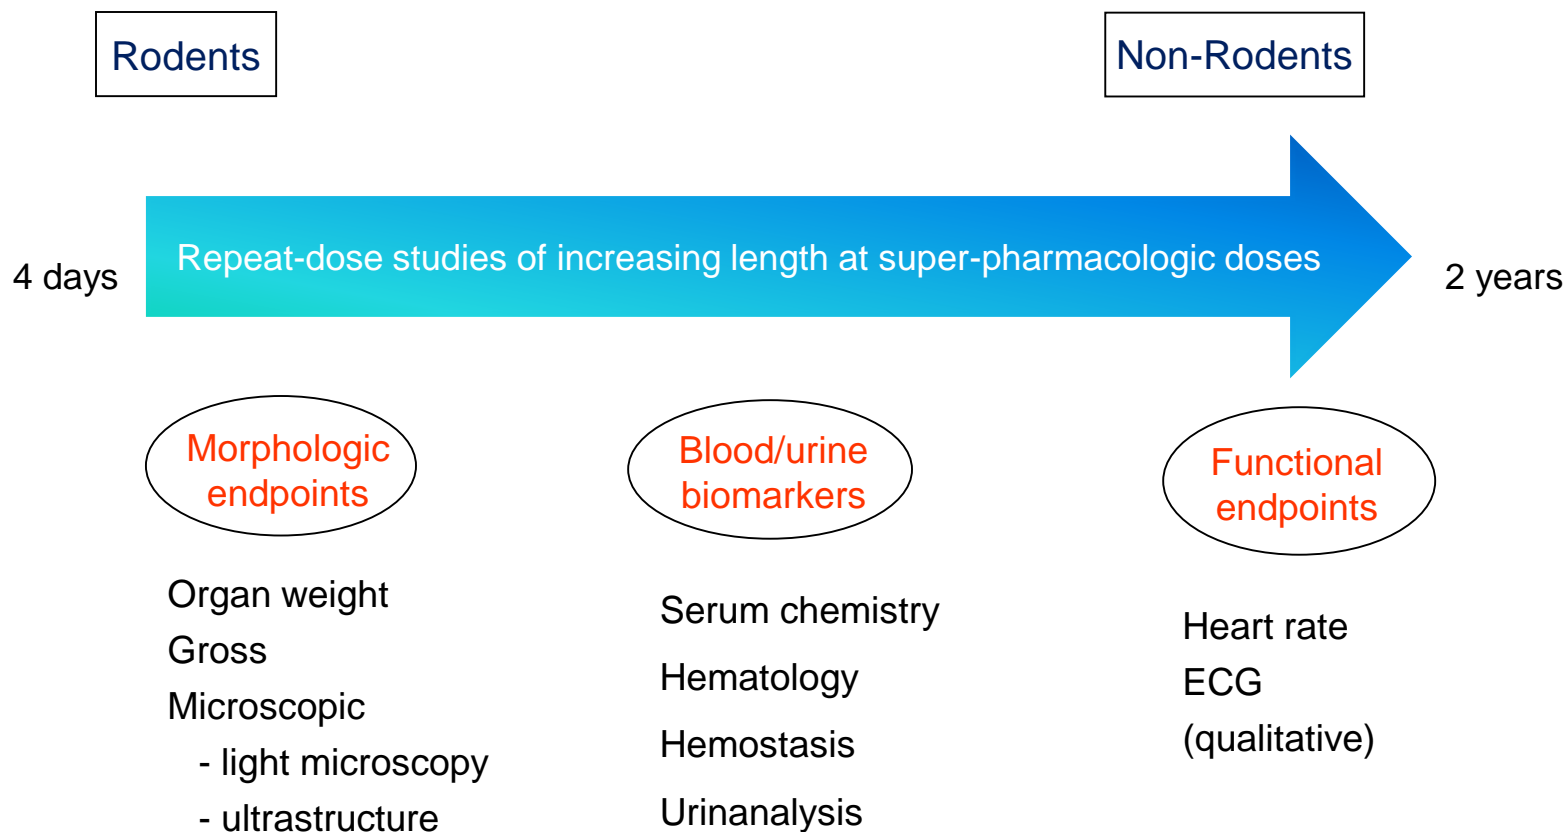 Rodents
Non-Rodents
Repeat-dose studies of increasing length at super-pharmacologic doses
4 days
2 years
Morphologic
endpoints
Organ weight
Gross
Microscopic
- light microscopy
- ultrastructure
Blood/urine
biomarkers
Serum chemistry
Hematology
Hemostasis
Urinanalysis
Functional
endpoints
Heart rate
ECG
(qualitative)